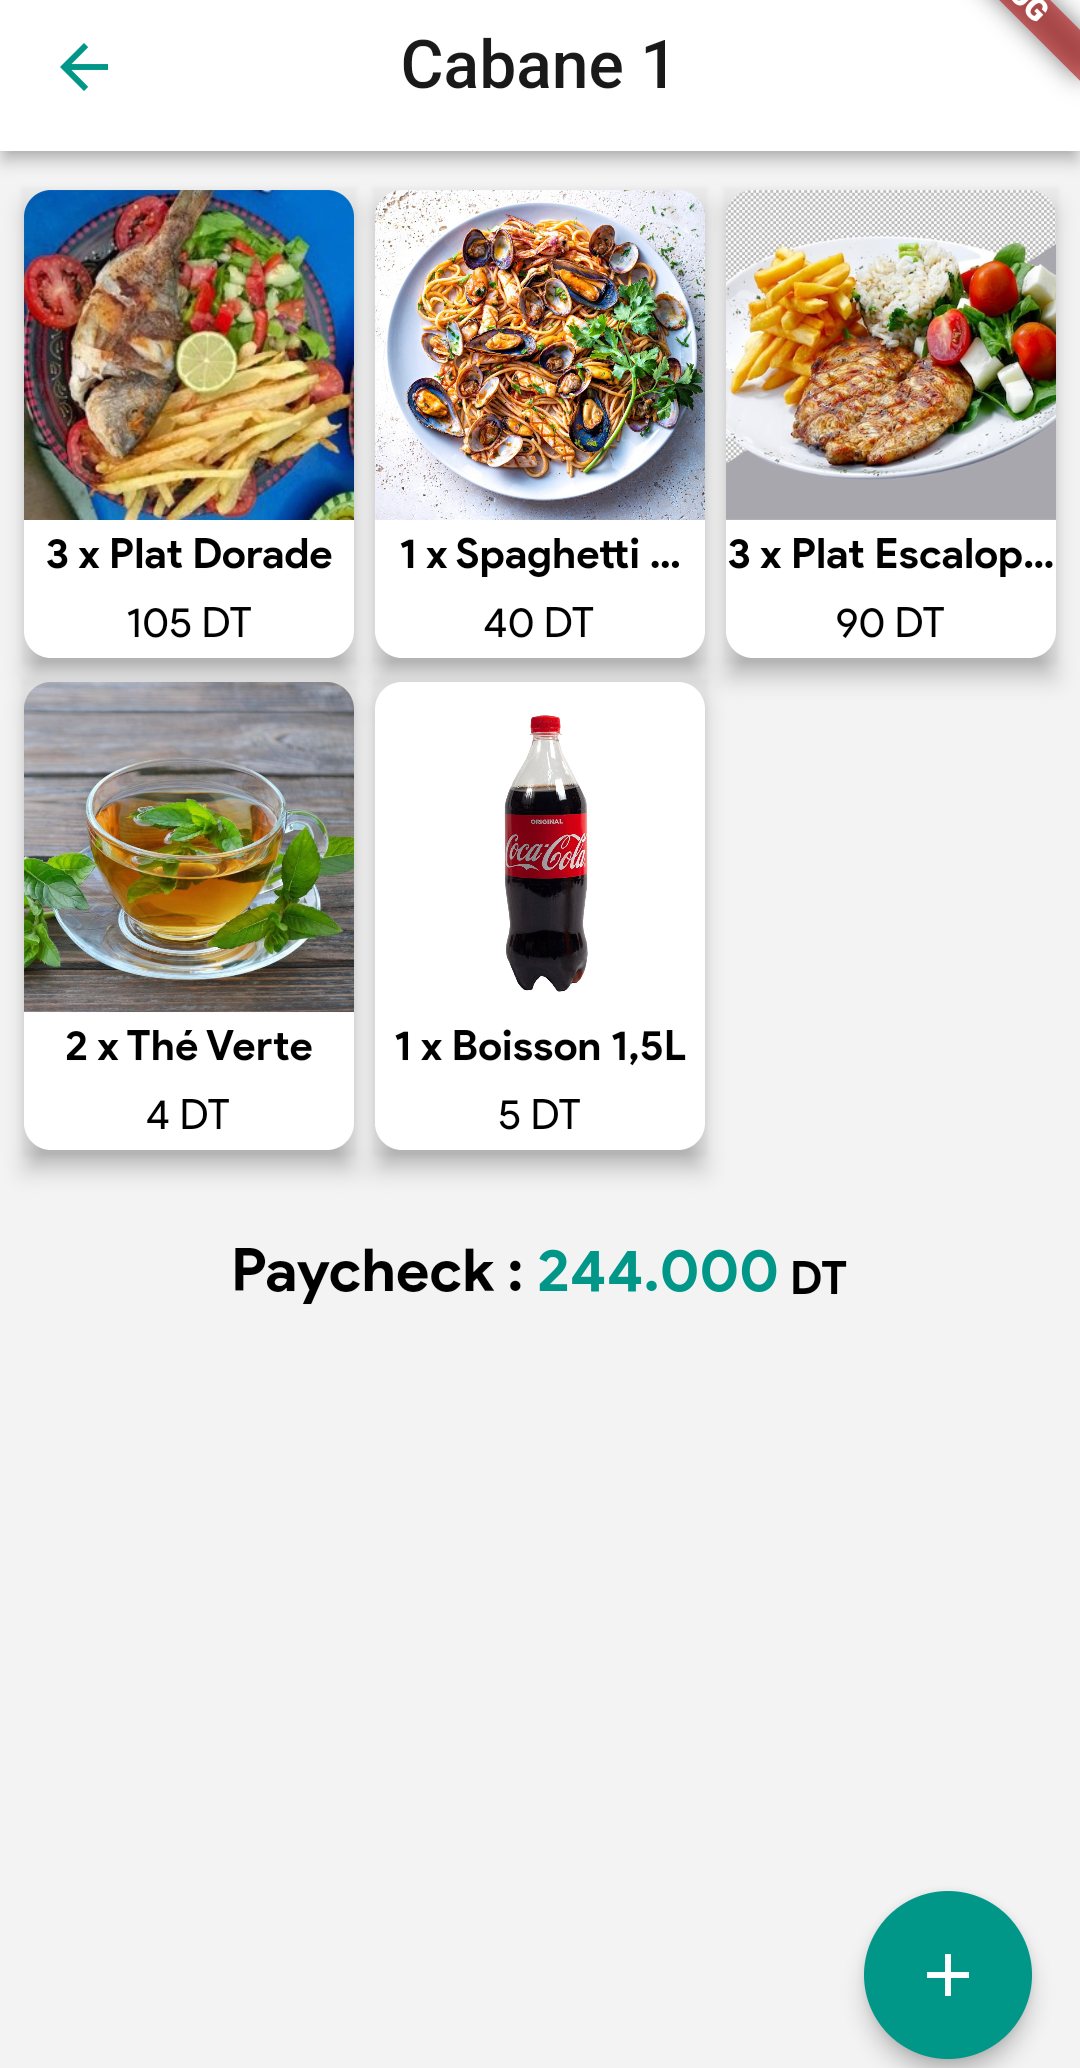 Cabane 1
3 x Plat Dorade
105 DT
1 x Spaghetti ...
40 DT
3 x Plat Escalop...
90 DT
ORIGINAL
Coca-Cola
2 x Thé Verte
4 DT
1 x Boisson 1,5L
5 DT
Paycheck : 244.000 DT